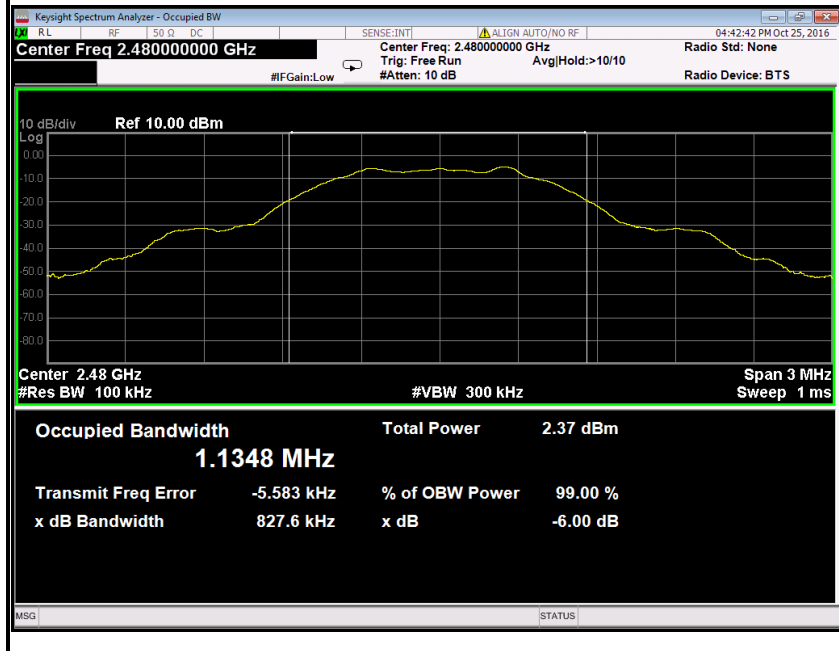 Keysight Spectrum Analyzer - Occupied BW
LXI RL RF 50 Ω DC SENSE:INT ALIGN AUTO/NO RF 04:42:42 PM Oct 25, 2016
Center Freq 2.480000000 GHz
Center Freq: 2.480000000 GHz
Radio Std: None
Trig: Free Run Avg|Hold:>10/10
#IFGain:Low
#Atten: 10 dB
Radio Device: BTS
10 dB/div Ref 10.00 dBm
Log
0.00
-10.0
-20.0
-30.0
-40.0
-50.0
-60.0
-70.0
-80.0
Center 2.48 GHz Span 3 MHz
#Res BW 100 kHz #VBW 300 kHz Sweep 1 ms
Occupied Bandwidth Total Power 2.37 dBm
1.1348 MHz
Transmit Freq Error -5.583 kHz % of OBW Power 99.00 %
x dB Bandwidth 827.6 kHz x dB -6.00 dB
MSG STATUS